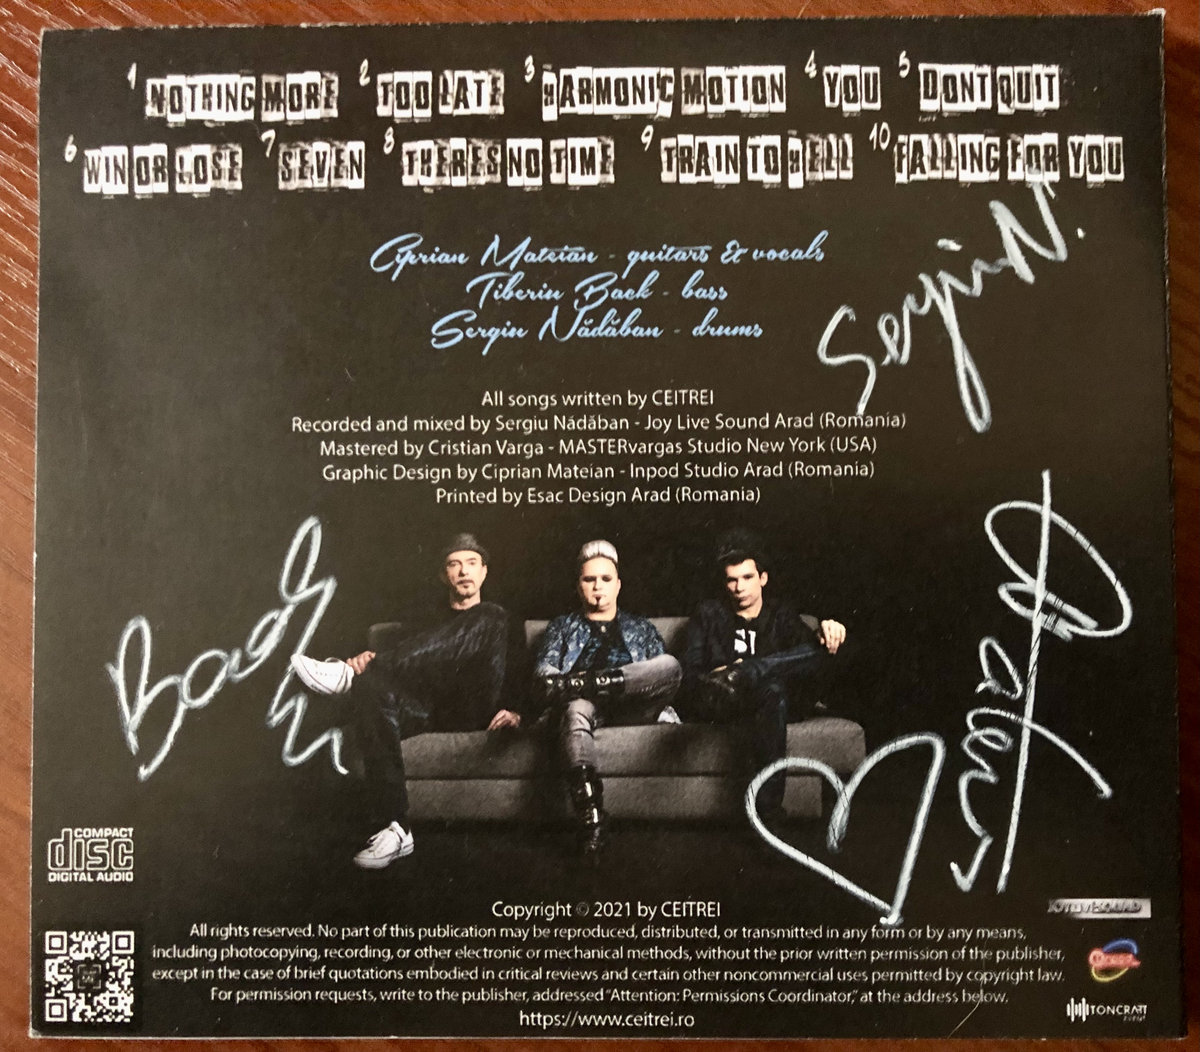 1 NOTHING MORE 2 TOO LATE 3 HARMONIC MOTION 4 YOU 5 DONT QUIT
6 WIN OR LOSE 7 SEVEN 8 THERES NO TIME 9 TRAIN TO HELL 10 FALLING FOR YOU
Ciprian Mateian - guitars & vocals
Tiberiu Back - bass
Sergiu Nădăban - drums
Sergiu N.
All songs written by CEITREI
Recorded and mixed by Sergiu Nădăban - Joy Live Sound Arad (Romania)
Mastered by Cristian Varga - MASTERvargas Studio New York (USA)
Graphic Design by Ciprian Mateian - Inpod Studio Arad (Romania)
Printed by Esac Design Arad (Romania)
Back
COMPACT
disc
DIGITAL AUDIO
Copyright © 2021 by CEITREI
All rights reserved. No part of this publication may be reproduced, distributed, or transmitted in any form or by any means,
including photocopying, recording, or other electronic or mechanical methods, without the prior written permission of the publisher,
except in the case of brief quotations embodied in critical reviews and certain other noncommercial uses permitted by copyright law.
For permission requests, write to the publisher, addressed "Attention: Permissions Coordinator," at the address below.
https://www.ceitrei.ro
JOYLIVESOUND
TONCRAFT
EVENT